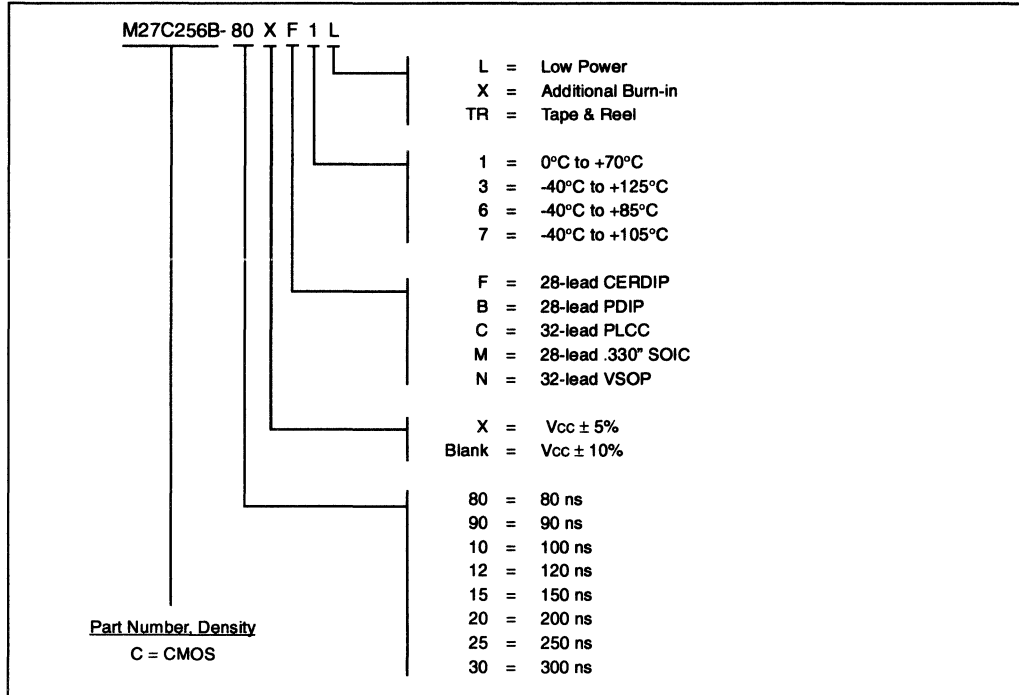 M27C256B- 80 X F 1 L
L = Low Power
X = Additional Burn-in
TR = Tape & Reel
1 = 0°C to +70°C
3 = -40°C to +125°C
6 = -40°C to +85°C
7 = -40°C to +105°C
F = 28-lead CERDIP
B = 28-lead PDIP
C = 32-lead PLCC
M = 28-lead .330" SOIC
N = 32-lead VSOP
X = Vcc ± 5%
Blank = Vcc ± 10%
80 = 80 ns
90 = 90 ns
10 = 100 ns
12 = 120 ns
15 = 150 ns
20 = 200 ns
25 = 250 ns
30 = 300 ns
Part Number, Density
C = CMOS